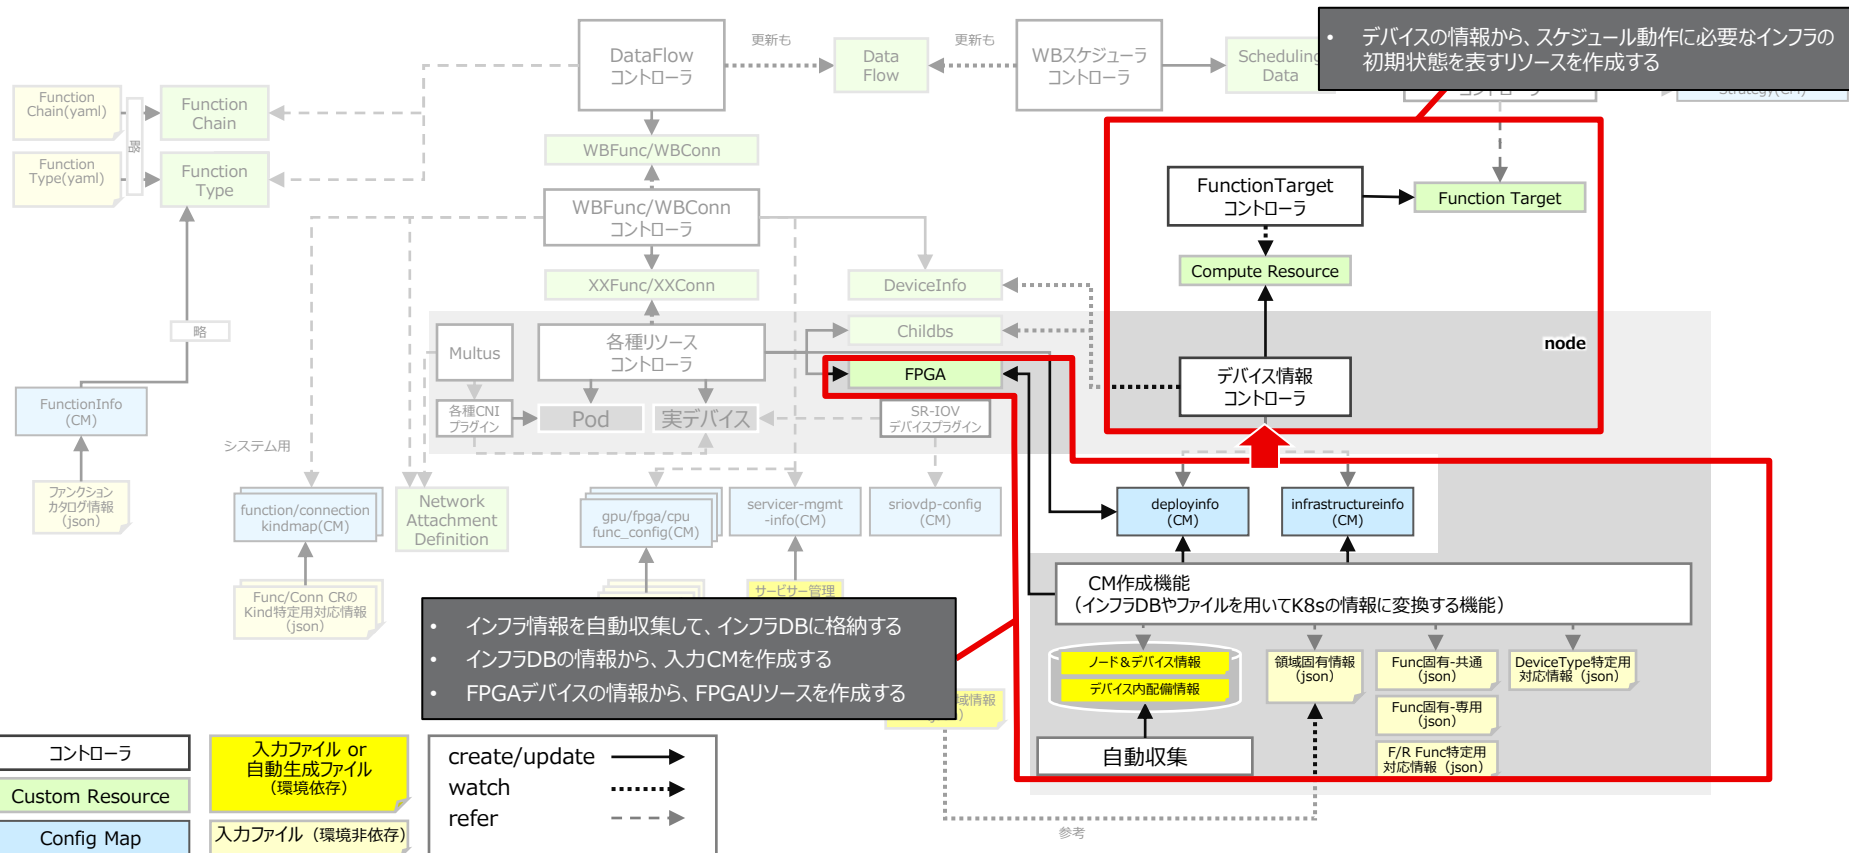 • デバイスの情報から、スケジュール動作に必要なインフラの
初期状態を表すリソースを作成する
DataFlow
コントローラ
更新も
Data
Flow
更新も
WBスケジューラ
コントローラ
Scheduling
Data
コントローラ
Strategy(CM)
Function
Chain(yaml)
Function
Chain
略
Function
Type(yaml)
Function
Type
WBFunc/WBConn
WBFunc/WBConn
コントローラ
FunctionTarget
コントローラ
Function Target
Compute Resource
XXFunc/XXConn
DeviceInfo
Childbs
略
Multus
各種リソース
コントローラ
FPGA
node
デバイス情報
コントローラ
FunctionInfo
(CM)
各種CNI
プラグイン
Pod
実デバイス
SR-IOV
デバイスプラグイン
システム用
ファンクション
カタログ情報
(json)
function/connection
kindmap(CM)
Network
Attachment
Definition
gpu/fpga/cpu
func_config(CM)
servicer-mgmt
-info(CM)
sriovdp-config
(CM)
deployinfo
(CM)
infrastructureinfo
(CM)
Func/Conn CRの
Kind特定用対応情報
(json)
サービサー管理
CM作成機能
(インフラDBやファイルを用いてK8sの情報に変換する機能)
• インフラ情報を自動収集して、インフラDBに格納する
• インフラDBの情報から、入力CMを作成する
• FPGAデバイスの情報から、FPGAリソースを作成する
ノード&デバイス情報
デバイス内配備情報
領域固有情報
(json)
Func固有-共通
(json)
DeviceType特定用
対応情報(json)
域情報
Func固有-専用
(json)
自動収集
F/R Func特定用
対応情報(json)
コントローラ
入力ファイル or
自動生成ファイル
(環境依存)
create/update
watch
refer
Custom Resource
Config Map
入力ファイル(環境非依存)
参考